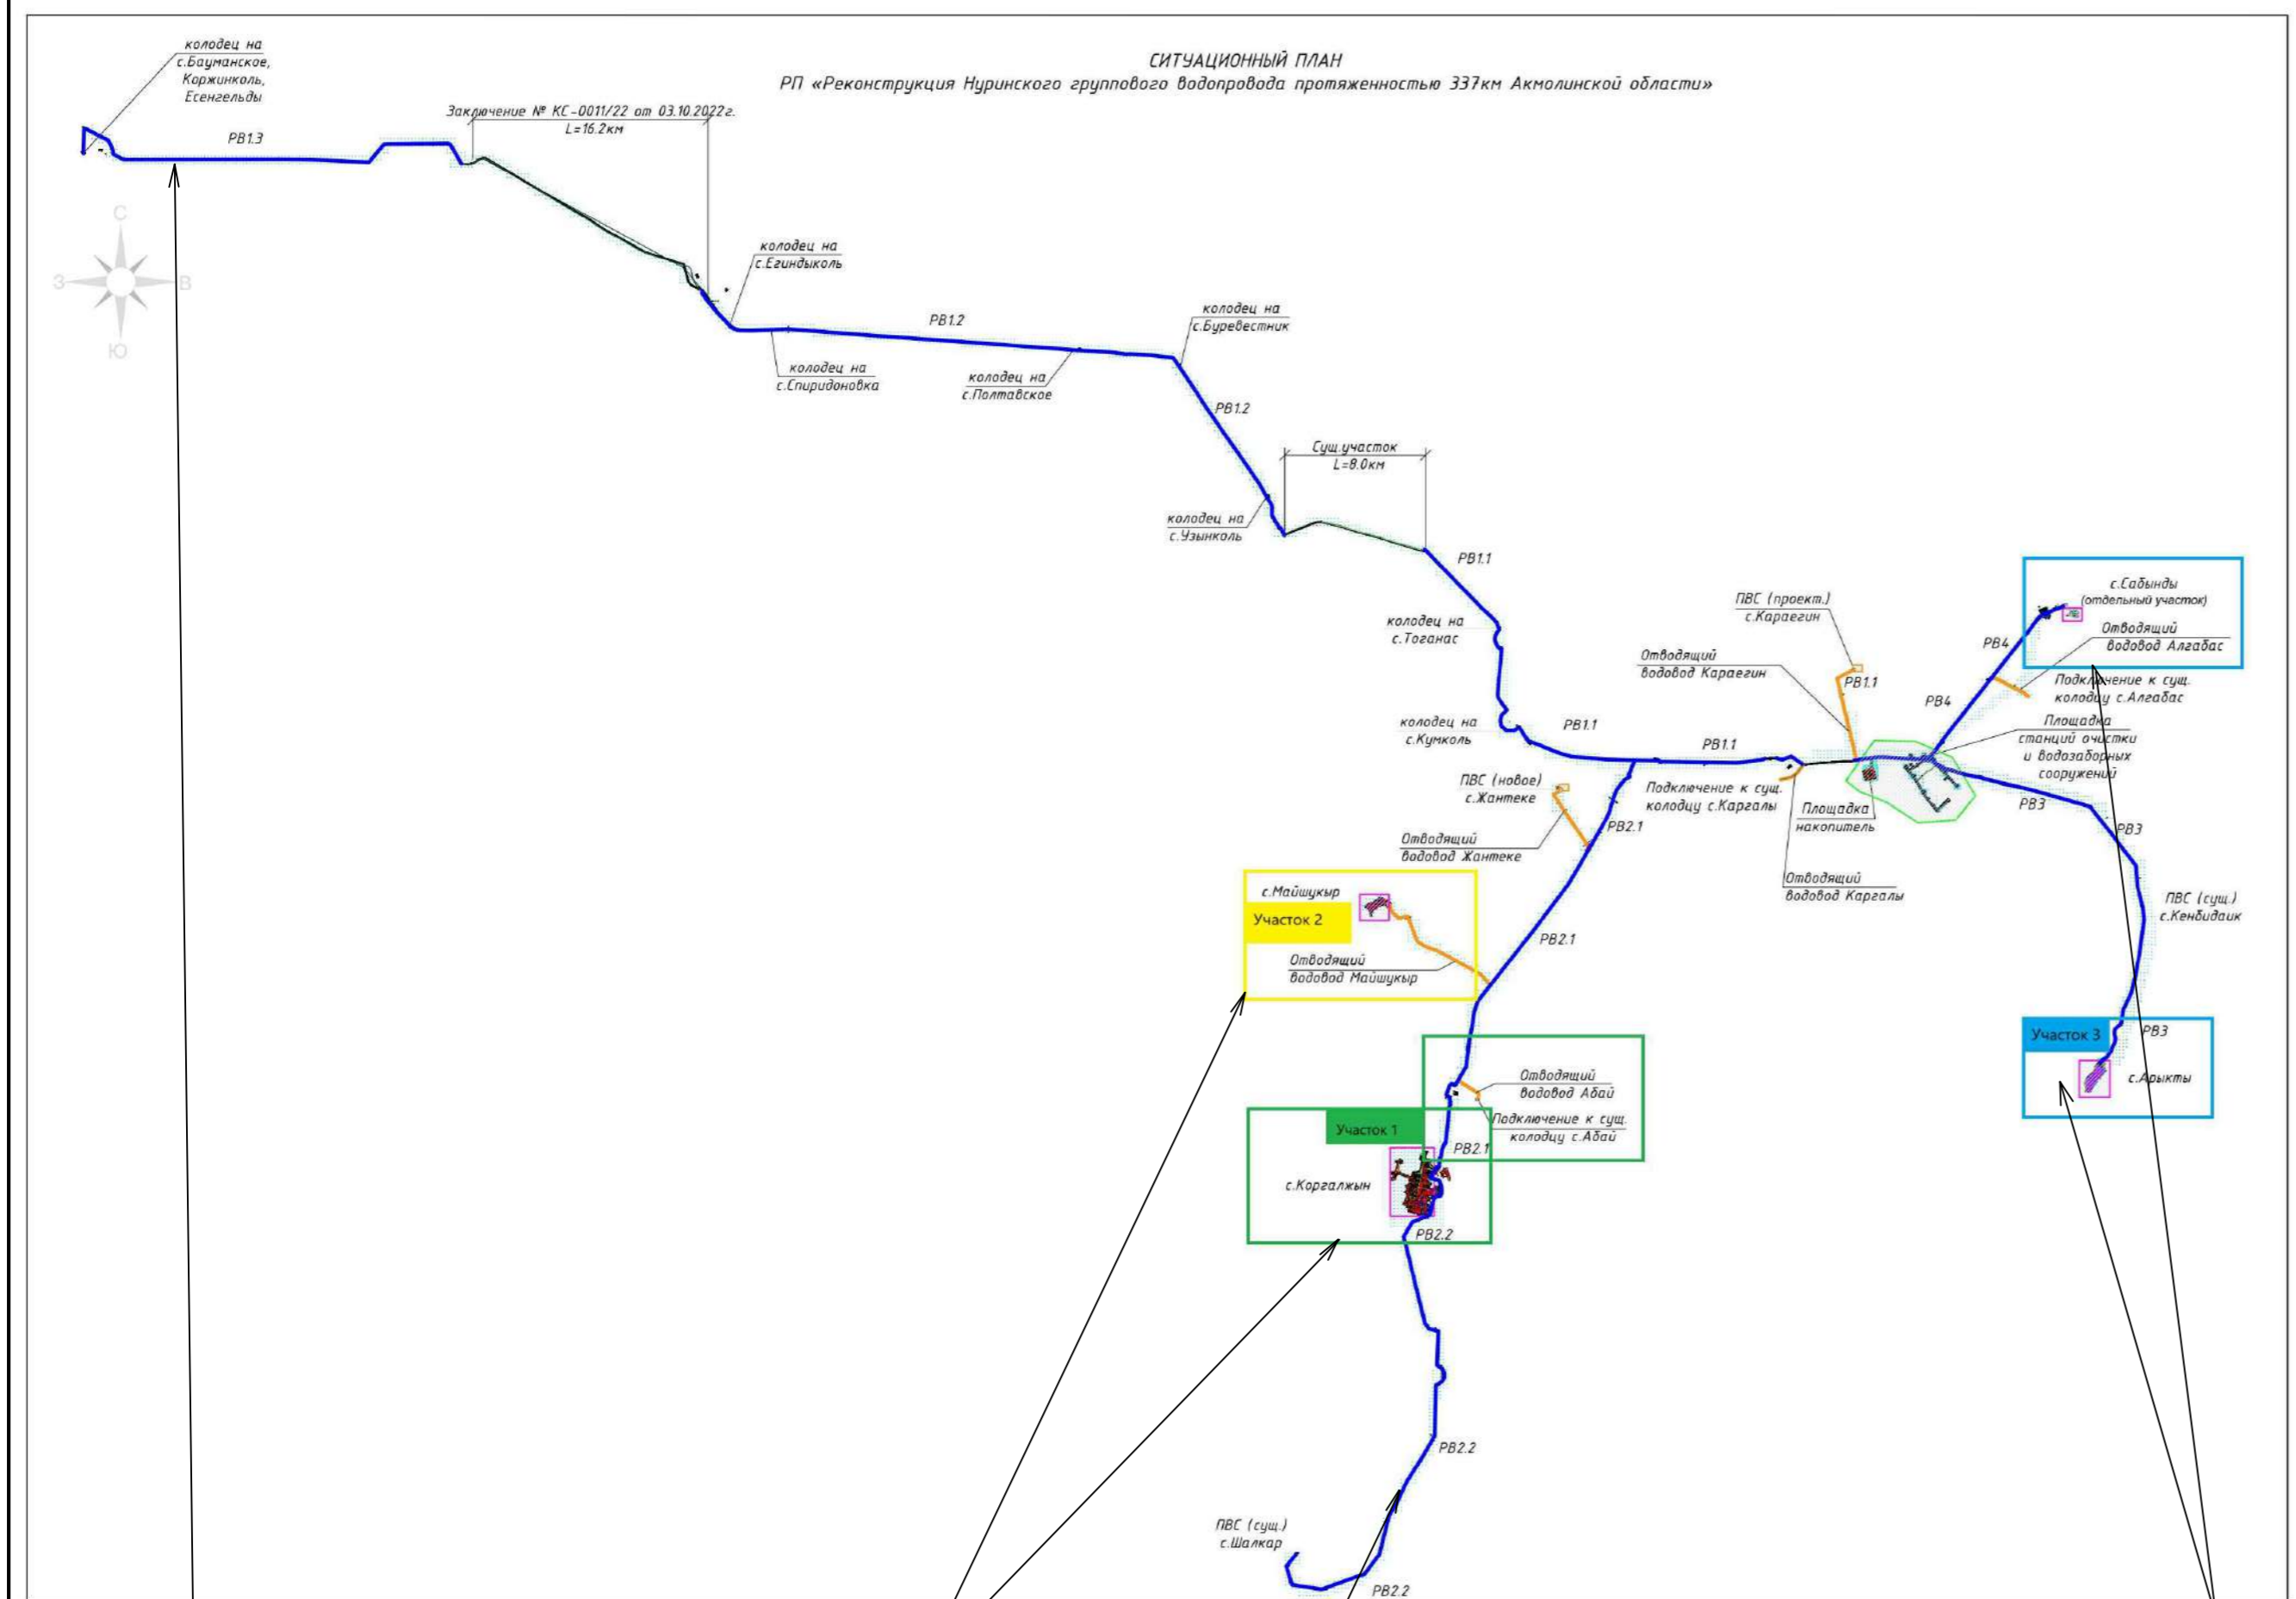 СИТУАЦИОННЫЙ ПЛАН
РП «Реконструкция Нуринского группового водопровода протяженностью 337км Акмолинской области»
колодец на
с.Бауманское,
Коржинколь,
Есенгельды
РВ1.3
Заключение № КС-0011/22 от 03.10.2022г.
L=16.2км
С
З
В
Ю
колодец на
с.Егиндыколь
РВ1.2
колодец на
с.Спиридоновка
колодец на
с.Полтавское
колодец на
с.Буревестник
РВ1.2
Сущ.участок
L=8.0км
колодец на
с.Узынколь
РВ1.1
колодец на
с.Тоганас
колодец на
с.Кумколь
РВ1.1
РВ1.1
ПВС (проект.)
с.Караегин
Отводящий
водовод Караегин
РВ1.1
с.Сабынды
(отдельный участок)
РВ4
Отводящий
водовод Алгабас
Подключение к сущ.
колодцу с.Алгабас
РВ4
Площадка
станций очистки
и водозаборных
сооружений
ПВС (новое)
с.Жантеке
Подключение к сущ.
колодцу с.Каргалы
Площадка
накопитель
РВ3
РВ3
РВ2.1
Отводящий
водовод Жантеке
Отводящий
водовод Каргалы
ПВС (сущ.)
с.Кенбидаик
с.Майшукыр
Участок 2
Отводящий
водовод Майшукыр
РВ2.1
Участок 3
РВ3
с.Арыкты
Отводящий
водовод Абай
Подключение к сущ.
колодцу с.Абай
РВ2.1
Участок 1
с.Коргалжын
РВ2.2
РВ2.2
ПВС (сущ.)
с.Шалкар
РВ2.2